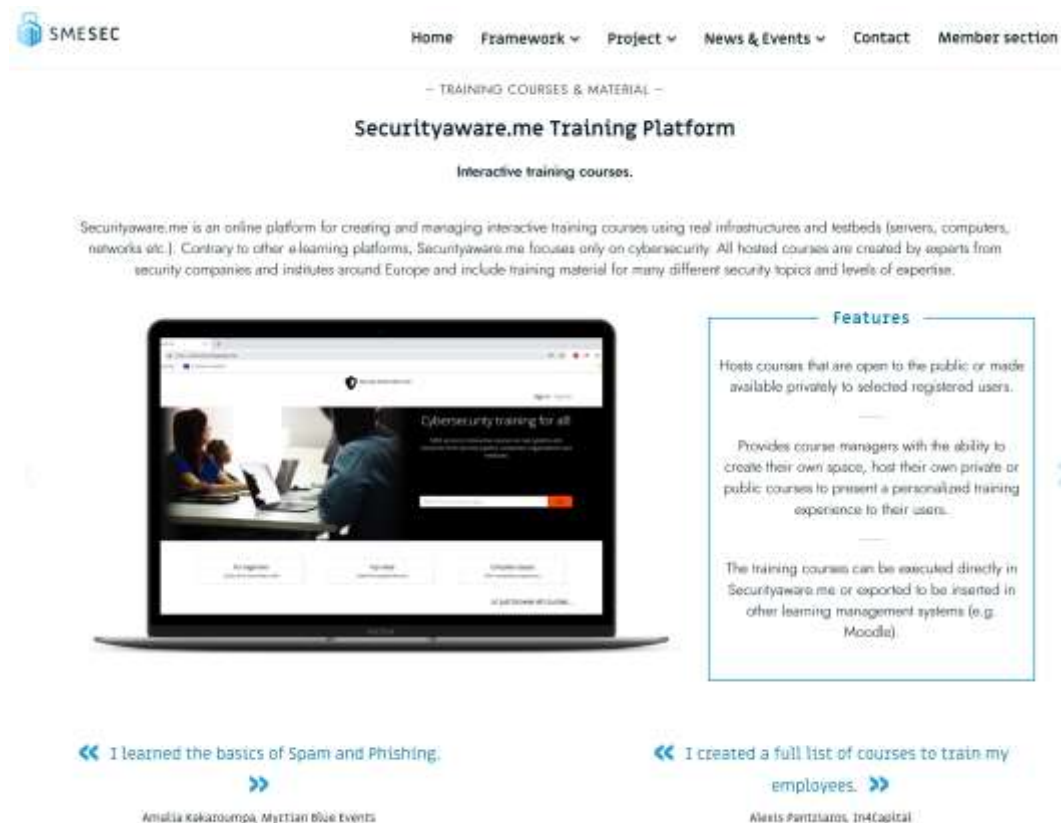 SMESEC
Home Framework Project News & Events Contact Member section
– TRAINING COURSES & MATERIAL –
Securityaware.me Training Platform
Interactive training courses.
Securityaware.me is an online platform for creating and managing interactive training courses using real infrastructures and testbeds (servers, computers,
networks etc.). Contrary to other e-learning platforms, Securityaware.me focuses only on cybersecurity. All hosted courses are created by experts from
security companies and institutes around Europe and include training material for many different security topics and levels of expertise.
Cybersecurity training for all!
Features
Hosts courses that are open to the public or made
available privately to selected registered users.
Provides course managers with the ability to
create their own space, host their own private or
public courses to present a personalized training
experience to their users.
The training courses can be executed directly in
Securityaware.me or exported to be inserted in
other learning management systems (e.g.
Moodle).
« I learned the basics of Spam and Phishing.
»
Amalia Kakaroumpa, Myrtian Blue Events
« I created a full list of courses to train my
employees. »
Alexis Pantziaros, In4Capital